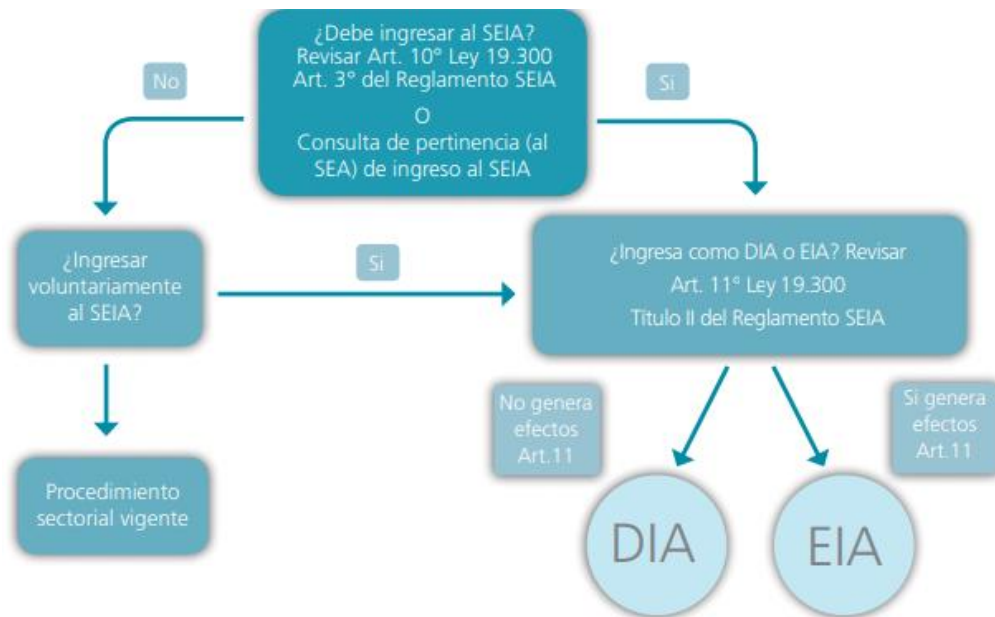 ¿Debe ingresar al SEIA?
Revisar Art. 10º Ley 19.300
Art. 3º del Reglamento SEIA
O
Consulta de pertinencia (al
SEA) de ingreso al SEIA
No
Si
¿Ingresar
voluntariamente
al SEIA?
Si
¿Ingresa como DIA o EIA? Revisar
Art. 11º Ley 19.300
Título II del Reglamento SEIA
No genera
efectos
Art.11
Si genera
efectos
Art.11
Procedimiento
sectorial vigente
DIA
EIA